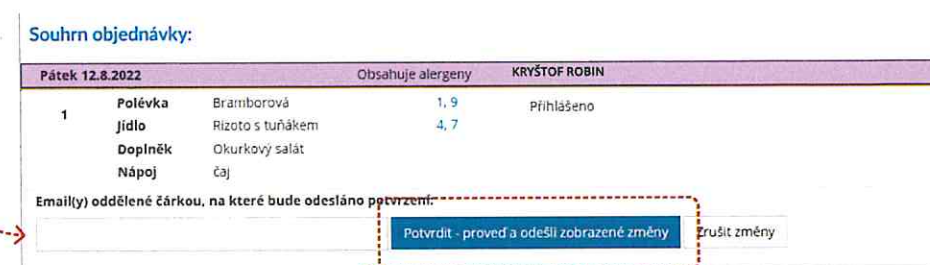 Souhrn objednávky:
Pátek 12.8.2022 Obsahuje alergeny KRYŠTOF ROBIN
1 Polévka Bramborová 1, 9 Přihlášeno
Jídlo Rizoto s tuňákem 4, 7
Doplněk Okurkový salát
Nápoj čaj
Email(y) oddělené čárkou, na které bude odesláno potvrzení:
Potvrdit - proveď a odešli zobrazené změny Zrušit změny